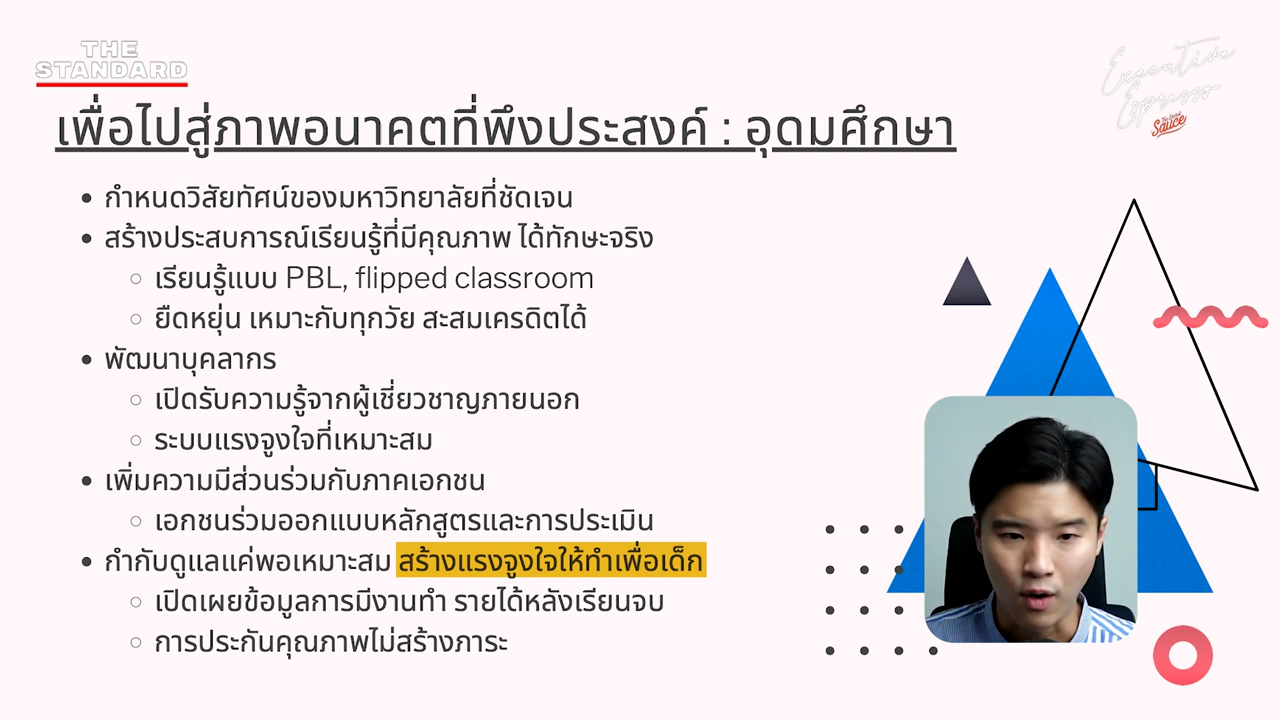 THE
STANDARD
Executive
Espresso
The Secret
Sauce
เพื่อไปสู่ภาพอนาคตที่พึงประสงค์ : อุดมศึกษา
กำหนดวิสัยทัศน์ของมหาวิทยาลัยที่ชัดเจน
สร้างประสบการณ์เรียนรู้ที่มีคุณภาพ ได้ทักษะจริง
เรียนรู้แบบ PBL, flipped classroom
ยืดหยุ่น เหมาะกับทุกวัย สะสมเครดิตได้
พัฒนาบุคลากร
เปิดรับความรู้จากผู้เชี่ยวชาญภายนอก
ระบบแรงจูงใจที่เหมาะสม
เพิ่มความมีส่วนร่วมกับภาคเอกชน
เอกชนร่วมออกแบบหลักสูตรและการประเมิน
กำกับดูแลแค่พอเหมาะสม สร้างแรงจูงใจให้ทำเพื่อเด็ก
เปิดเผยข้อมูลการมีงานทำ รายได้หลังเรียนจบ
การประกันคุณภาพไม่สร้างภาระ